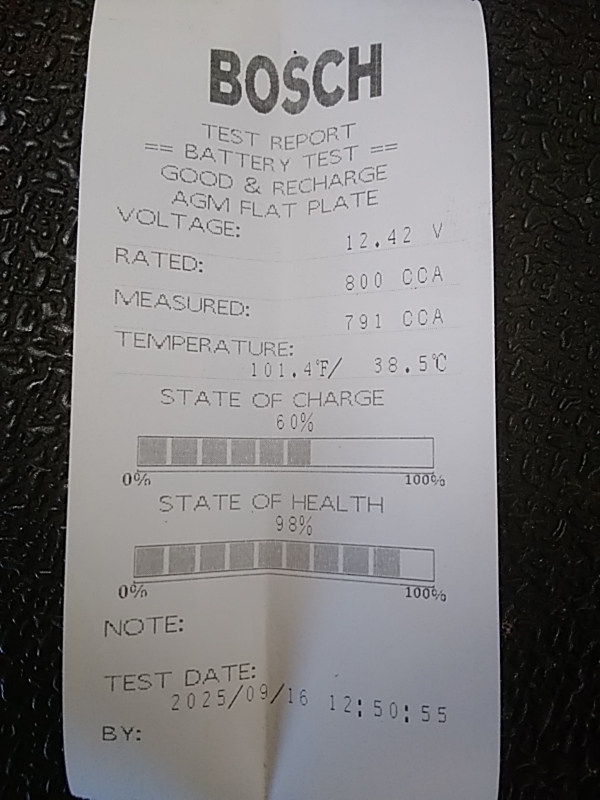 BOSCH
TEST REPORT
== BATTERY TEST ==
GOOD & RECHARGE
AGM FLAT PLATE
VOLTAGE:
12.42 V
RATED:
800 CCA
MEASURED:
791 CCA
TEMPERATURE:
101.4℉/ 38.5℃
STATE OF CHARGE
60%
0% 100%
STATE OF HEALTH
98%
0% 100%
NOTE:
TEST DATE:
2025/09/16 12:50:55
BY: